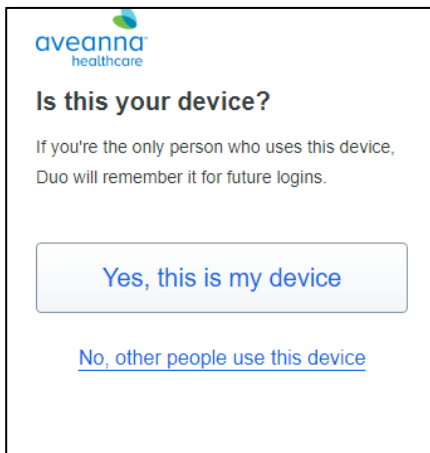 aveanna
healthcare
Is this your device?
If you're the only person who uses this device,
Duo will remember it for future logins.
Yes, this is my device
No, other people use this device